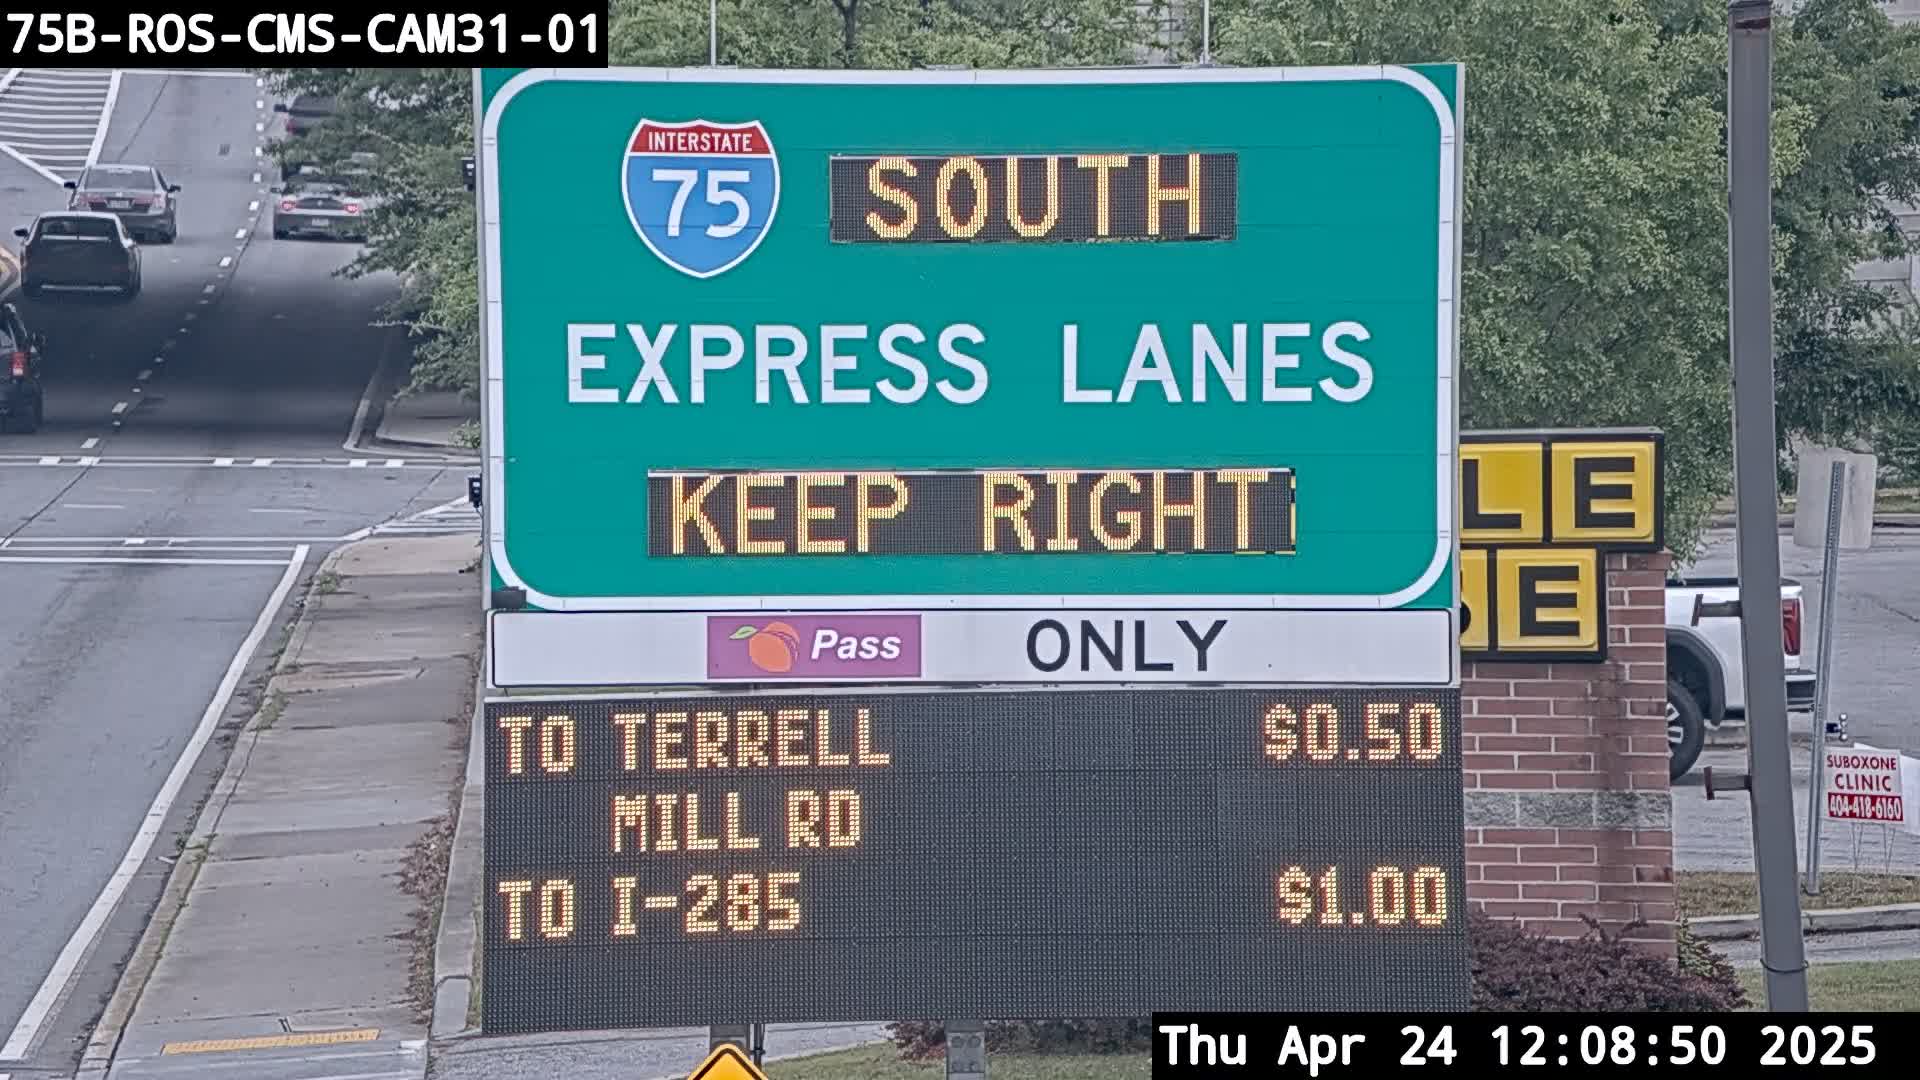 75B-ROS-CMS-CAM31-01
INTERSTATE
75
SOUTH
EXPRESS LANES
KEEP RIGHT
Pass ONLY
TO TERRELL $0.50
MILL RD
TO I-285 $1.00
LE
E
SUBOXONE
CLINIC
404-418-6160
Thu Apr 24 12:08:50 2025